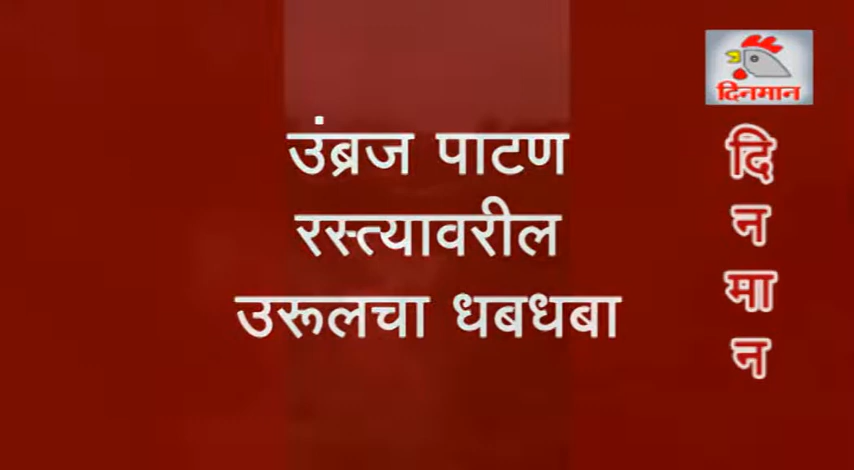 उंब्रज पाटण
रस्त्यावरील
उरूलचा धबधबा
दिनमान
दि
न
मा
न